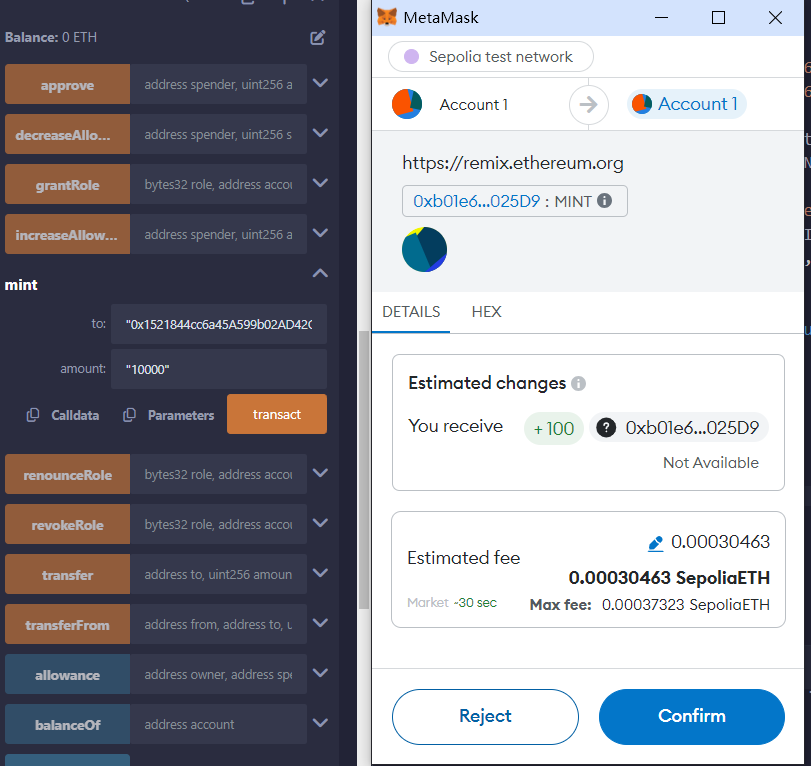 Balance: 0 ETH
approve
address spender, uint256 a
decreaseAllo...
address spender, uint256 s
grantRole
bytes32 role, address accou
increaseAllow...
address spender, uint256 a
mint
to:
"0x1521844cc6a45A599b02AD42C
amount:
"10000"
Calldata
Parameters
transact
renounceRole
bytes32 role, address accou
revokeRole
bytes32 role, address accou
transfer
address to, uint256 amoun
transferFrom
address from, address to, u
allowance
address owner, address spe
balanceOf
address account
MetaMask
Sepolia test network
Account 1
Account 1
https://remix.ethereum.org
0xb01e6...025D9 : MINT
DETAILS
HEX
Estimated changes
You receive
+ 100
? 0xb01e6...025D9
Not Available
Estimated fee
0.00030463
0.00030463 SepoliaETH
Market -30 sec
Max fee: 0.00037323 SepoliaETH
Reject
Confirm